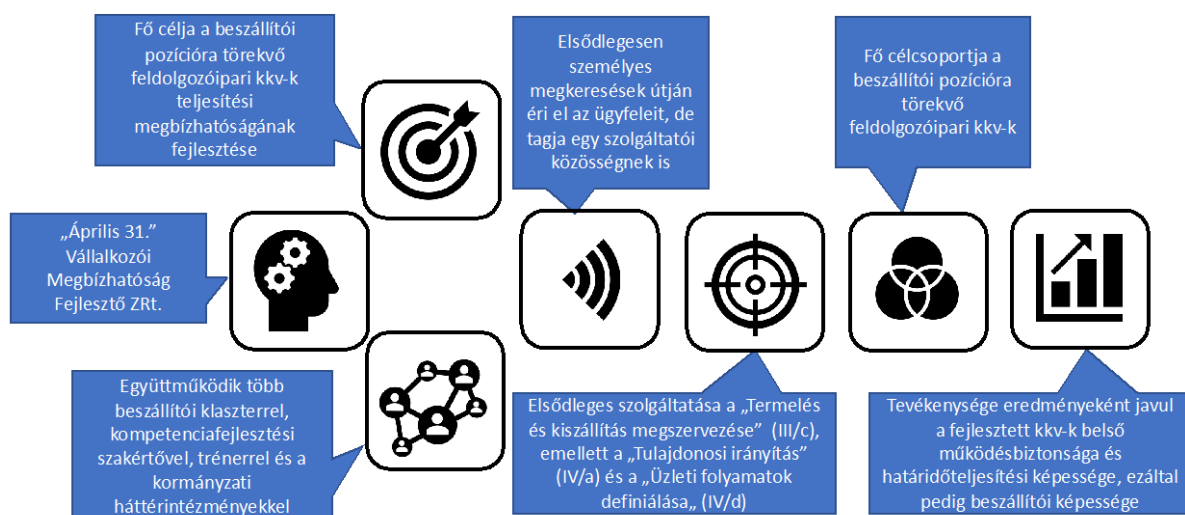 Fő célja a beszállítói
pozícióra törekvő
feldolgozóipari kkv-k
teljesítési
megbízhatóságának
fejlesztése
Elsődlegesen
személyes
megkeresések útján
éri el az ügyfeleit, de
tagja egy szolgáltatói
közösségnek is
Fő célcsoportja a
beszállítói pozícióra
törekvő
feldolgozóipari kkv-k
„Április 31.”
Vállalkozói
Megbízhatóság
Fejlesztő ZRt.
Együttműködik több
beszállítói klaszterrel,
kompetenciafejlesztési
szakértővel, trénerrel és a
kormányzati
háttérintézményekkel
Elsődleges szolgáltatása a „Termelés
és kiszállítás megszervezése” (III/c),
emellett a „Tulajdonosi irányítás”
(IV/a) és a „Üzleti folyamatok
definiálása„ (IV/d)
Tevékenysége eredményeként javul
a fejlesztett kkv-k belső
működésbiztonsága és
határidőteljesítési képessége, ezáltal
pedig beszállítói képessége